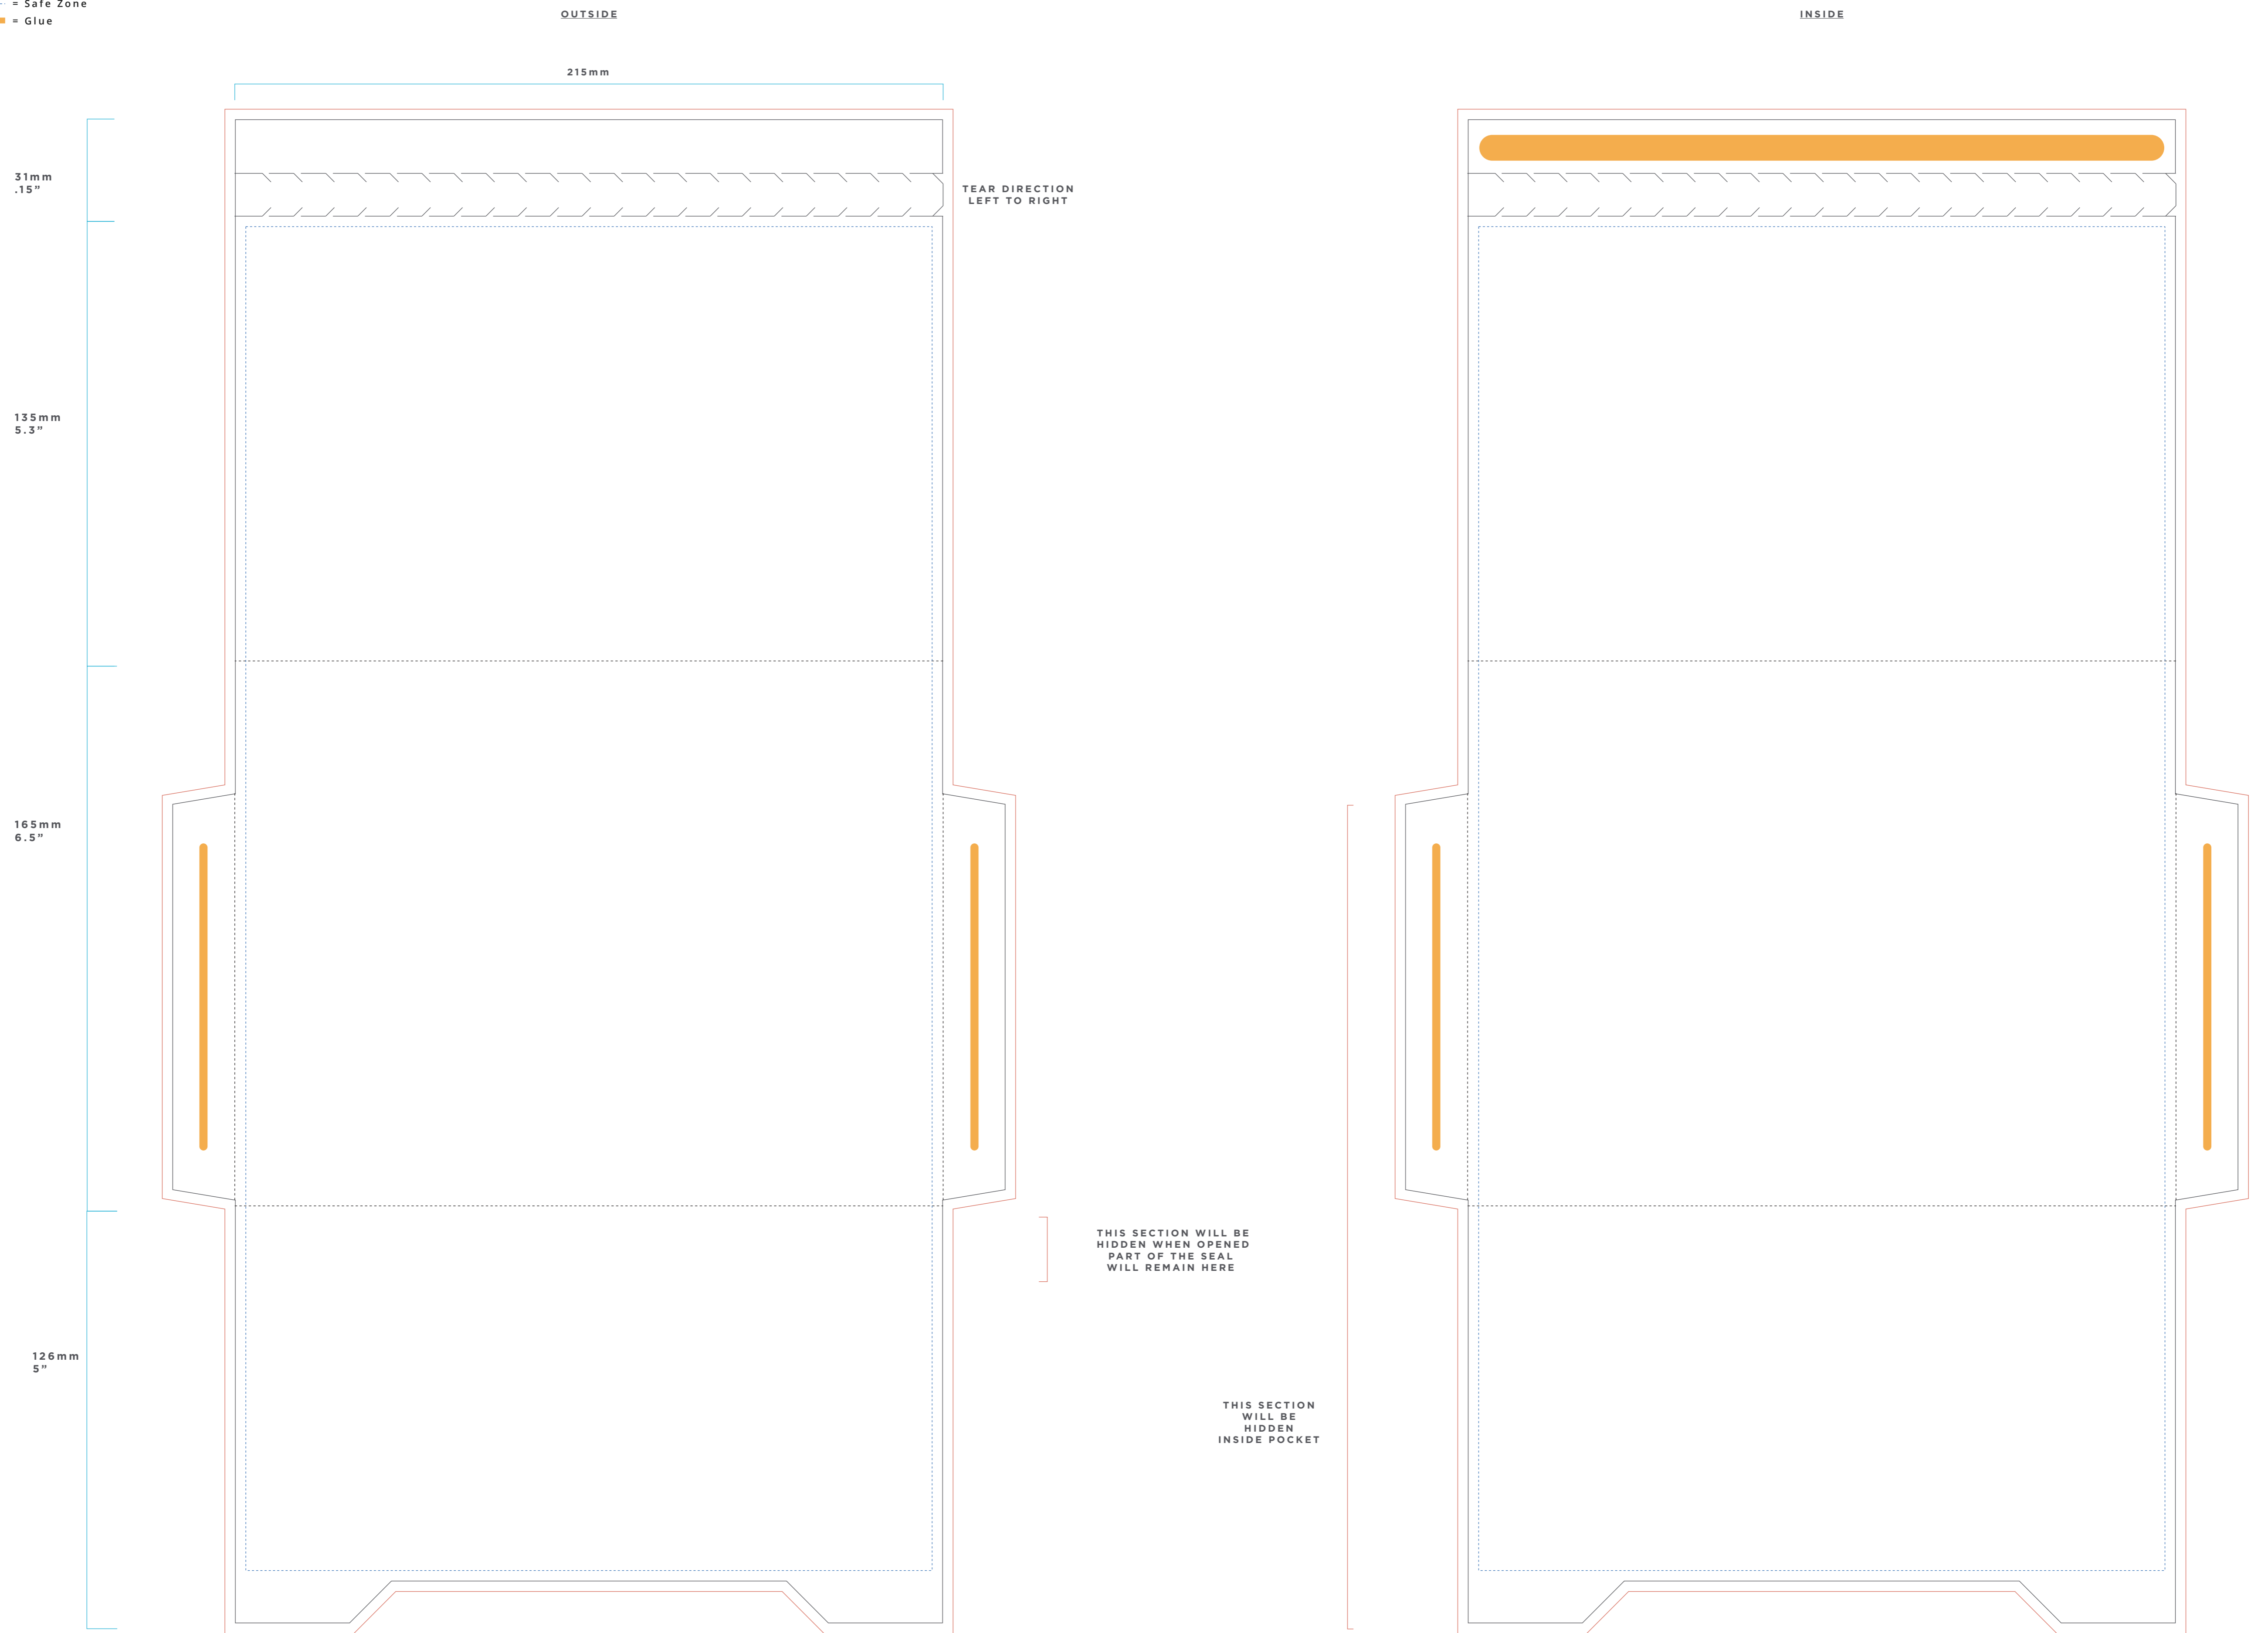 = Safe Zone
= Glue
OUTSIDE
INSIDE
215mm
31mm
.15”
TEAR DIRECTION
LEFT TO RIGHT
135mm
5.3”
165mm
6.5”
THIS SECTION WILL BE
HIDDEN WHEN OPENED
PART OF THE SEAL
WILL REMAIN HERE
126mm
5”
THIS SECTION
WILL BE
HIDDEN
INSIDE POCKET